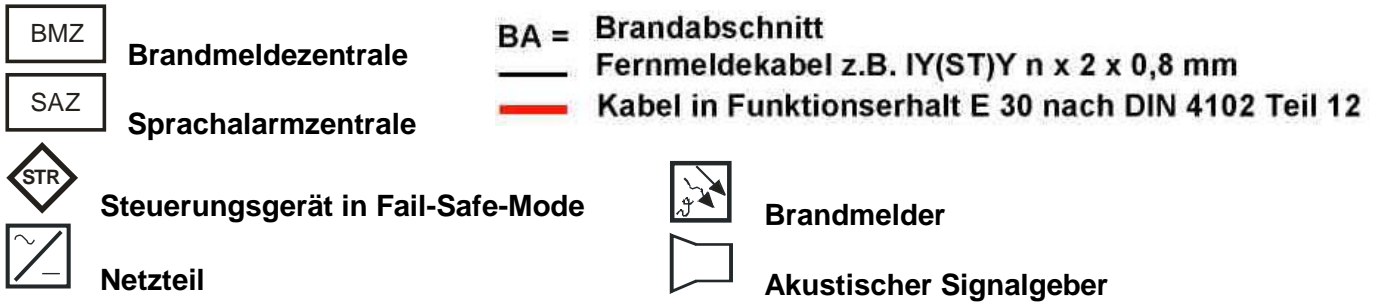 BMZ Brandmeldezentrale
SAZ Sprachalarmzentrale
STR Steuerungsgerät in Fail-Safe-Mode
Netzteil
BA = Brandabschnitt
Fernmeldekabel z.B. IY(ST)Y n x 2 x 0,8 mm
Kabel in Funktionserhalt E 30 nach DIN 4102 Teil 12
Brandmelder
Akustischer Signalgeber